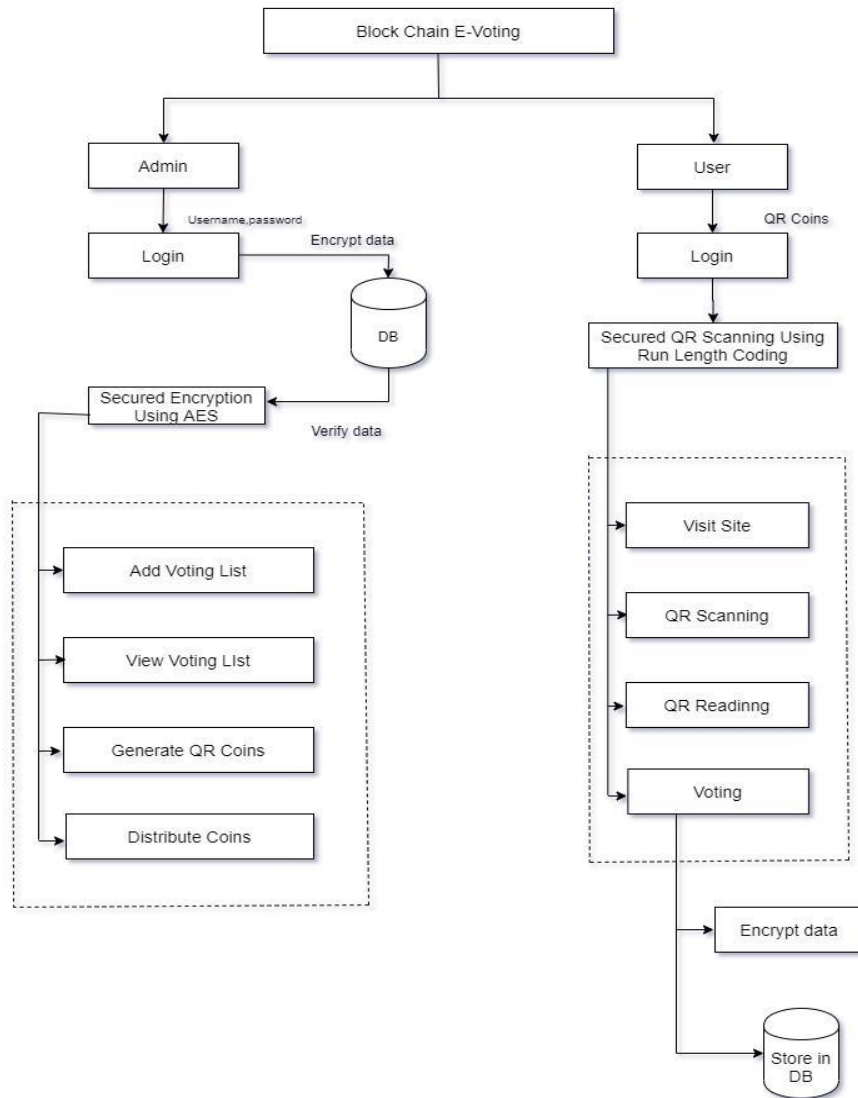 Block Chain E-Voting
Admin
User
Username,password
QR Coins
Login
Encrypt data
Login
DB
Secured QR Scanning Using
Run Length Coding
Secured Encryption
Using AES
Verify data
Visit Site
Add Voting List
QR Scanning
View Voting LIst
QR Readinng
Generate QR Coins
Voting
Distribute Coins
Encrypt data
Store in
DB